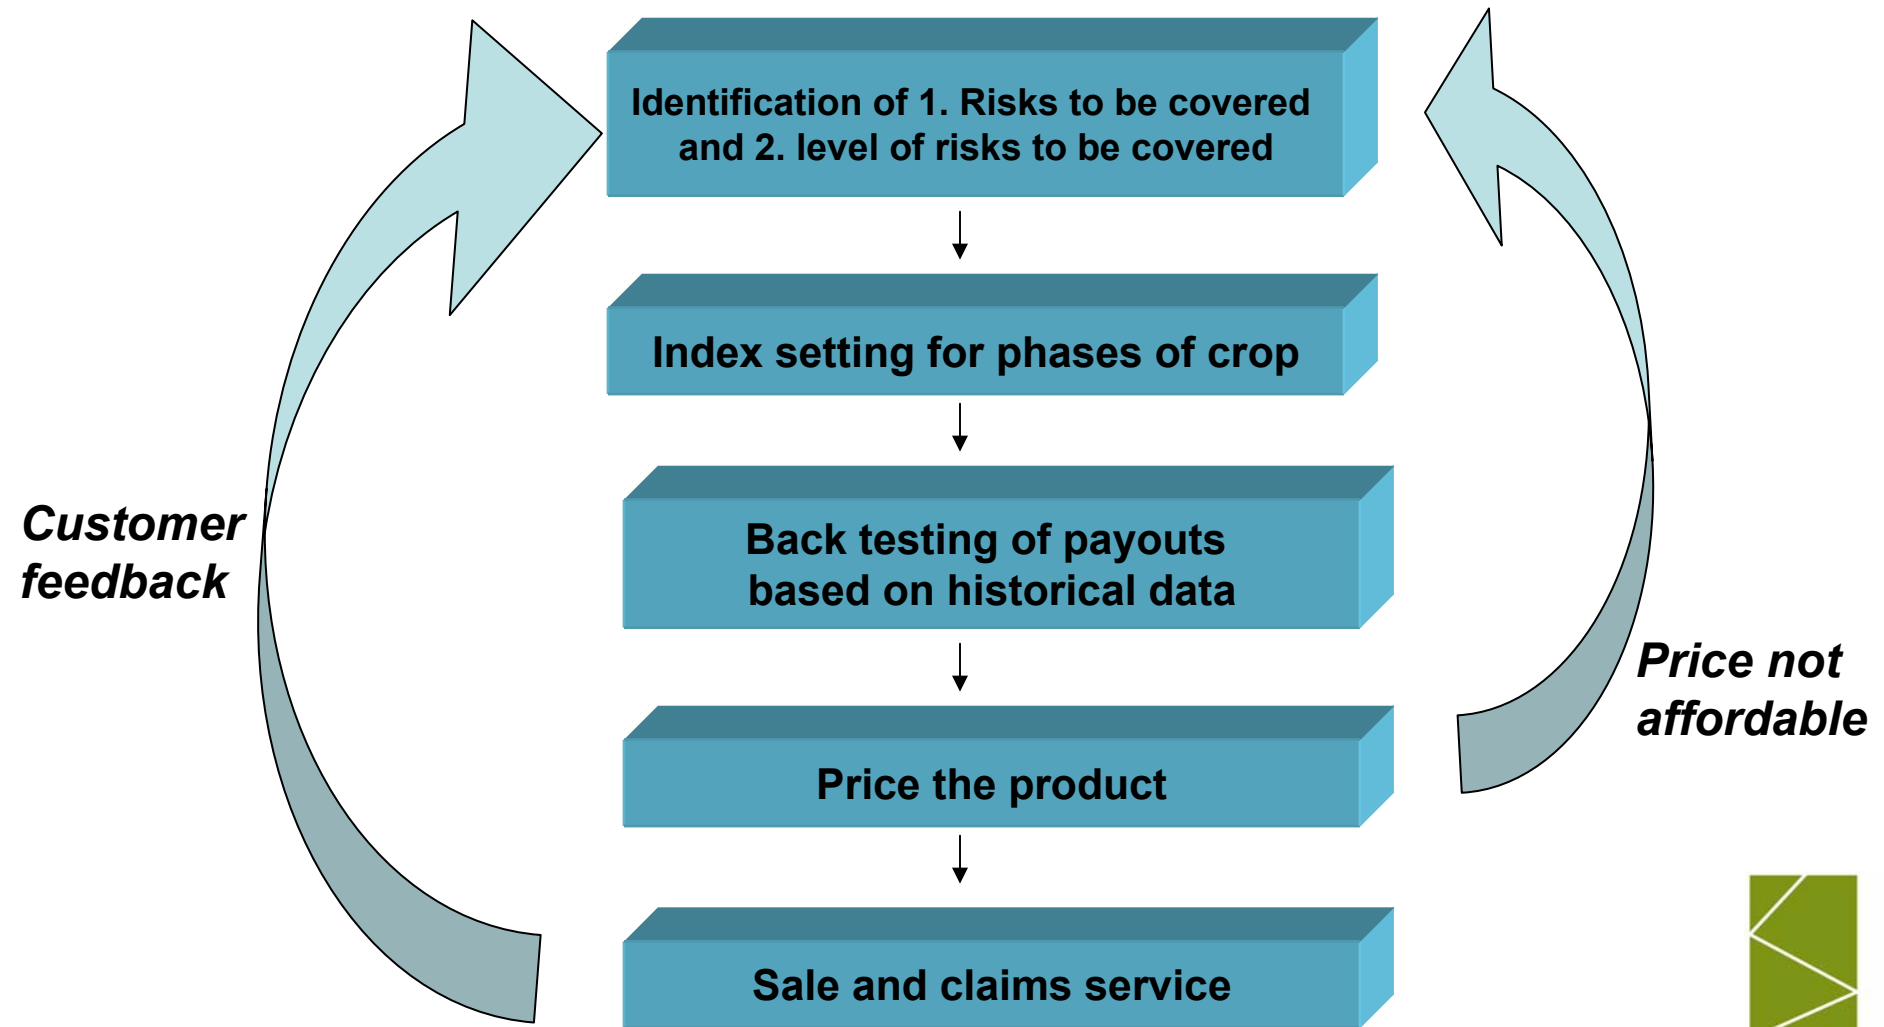 Identification of 1. Risks to be covered
and 2. level of risks to be covered
Index setting for phases of crop
Customer
feedback
Back testing of payouts
based on historical data
Price not
affordable
Price the product
Sale and claims service